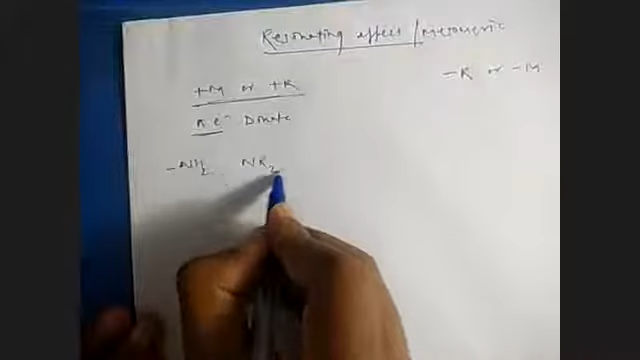 Resonating effect / Mesomeric
+M or +R
-R or -M
π e⁻ Donate
-NH₂ NR₂